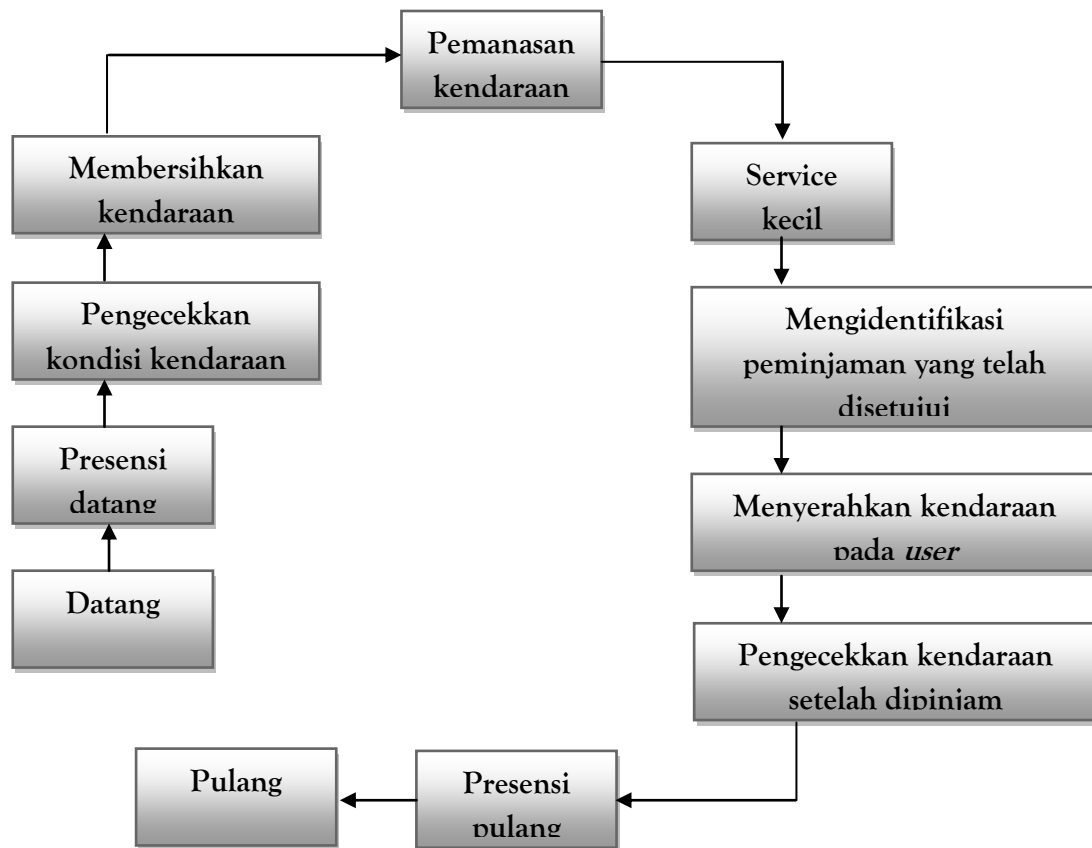 Pemanasan
kendaraan
Membersihkan
kendaraan
Service
kecil
Pengecekkan
kondisi kendaraan
Mengidentifikasi
peminjaman yang telah
disetujui
Presensi
datang
Menyerahkan kendaraan
pada user
Datang
Pengecekkan kendaraan
setelah dipinjam
Pulang
Presensi
pulang